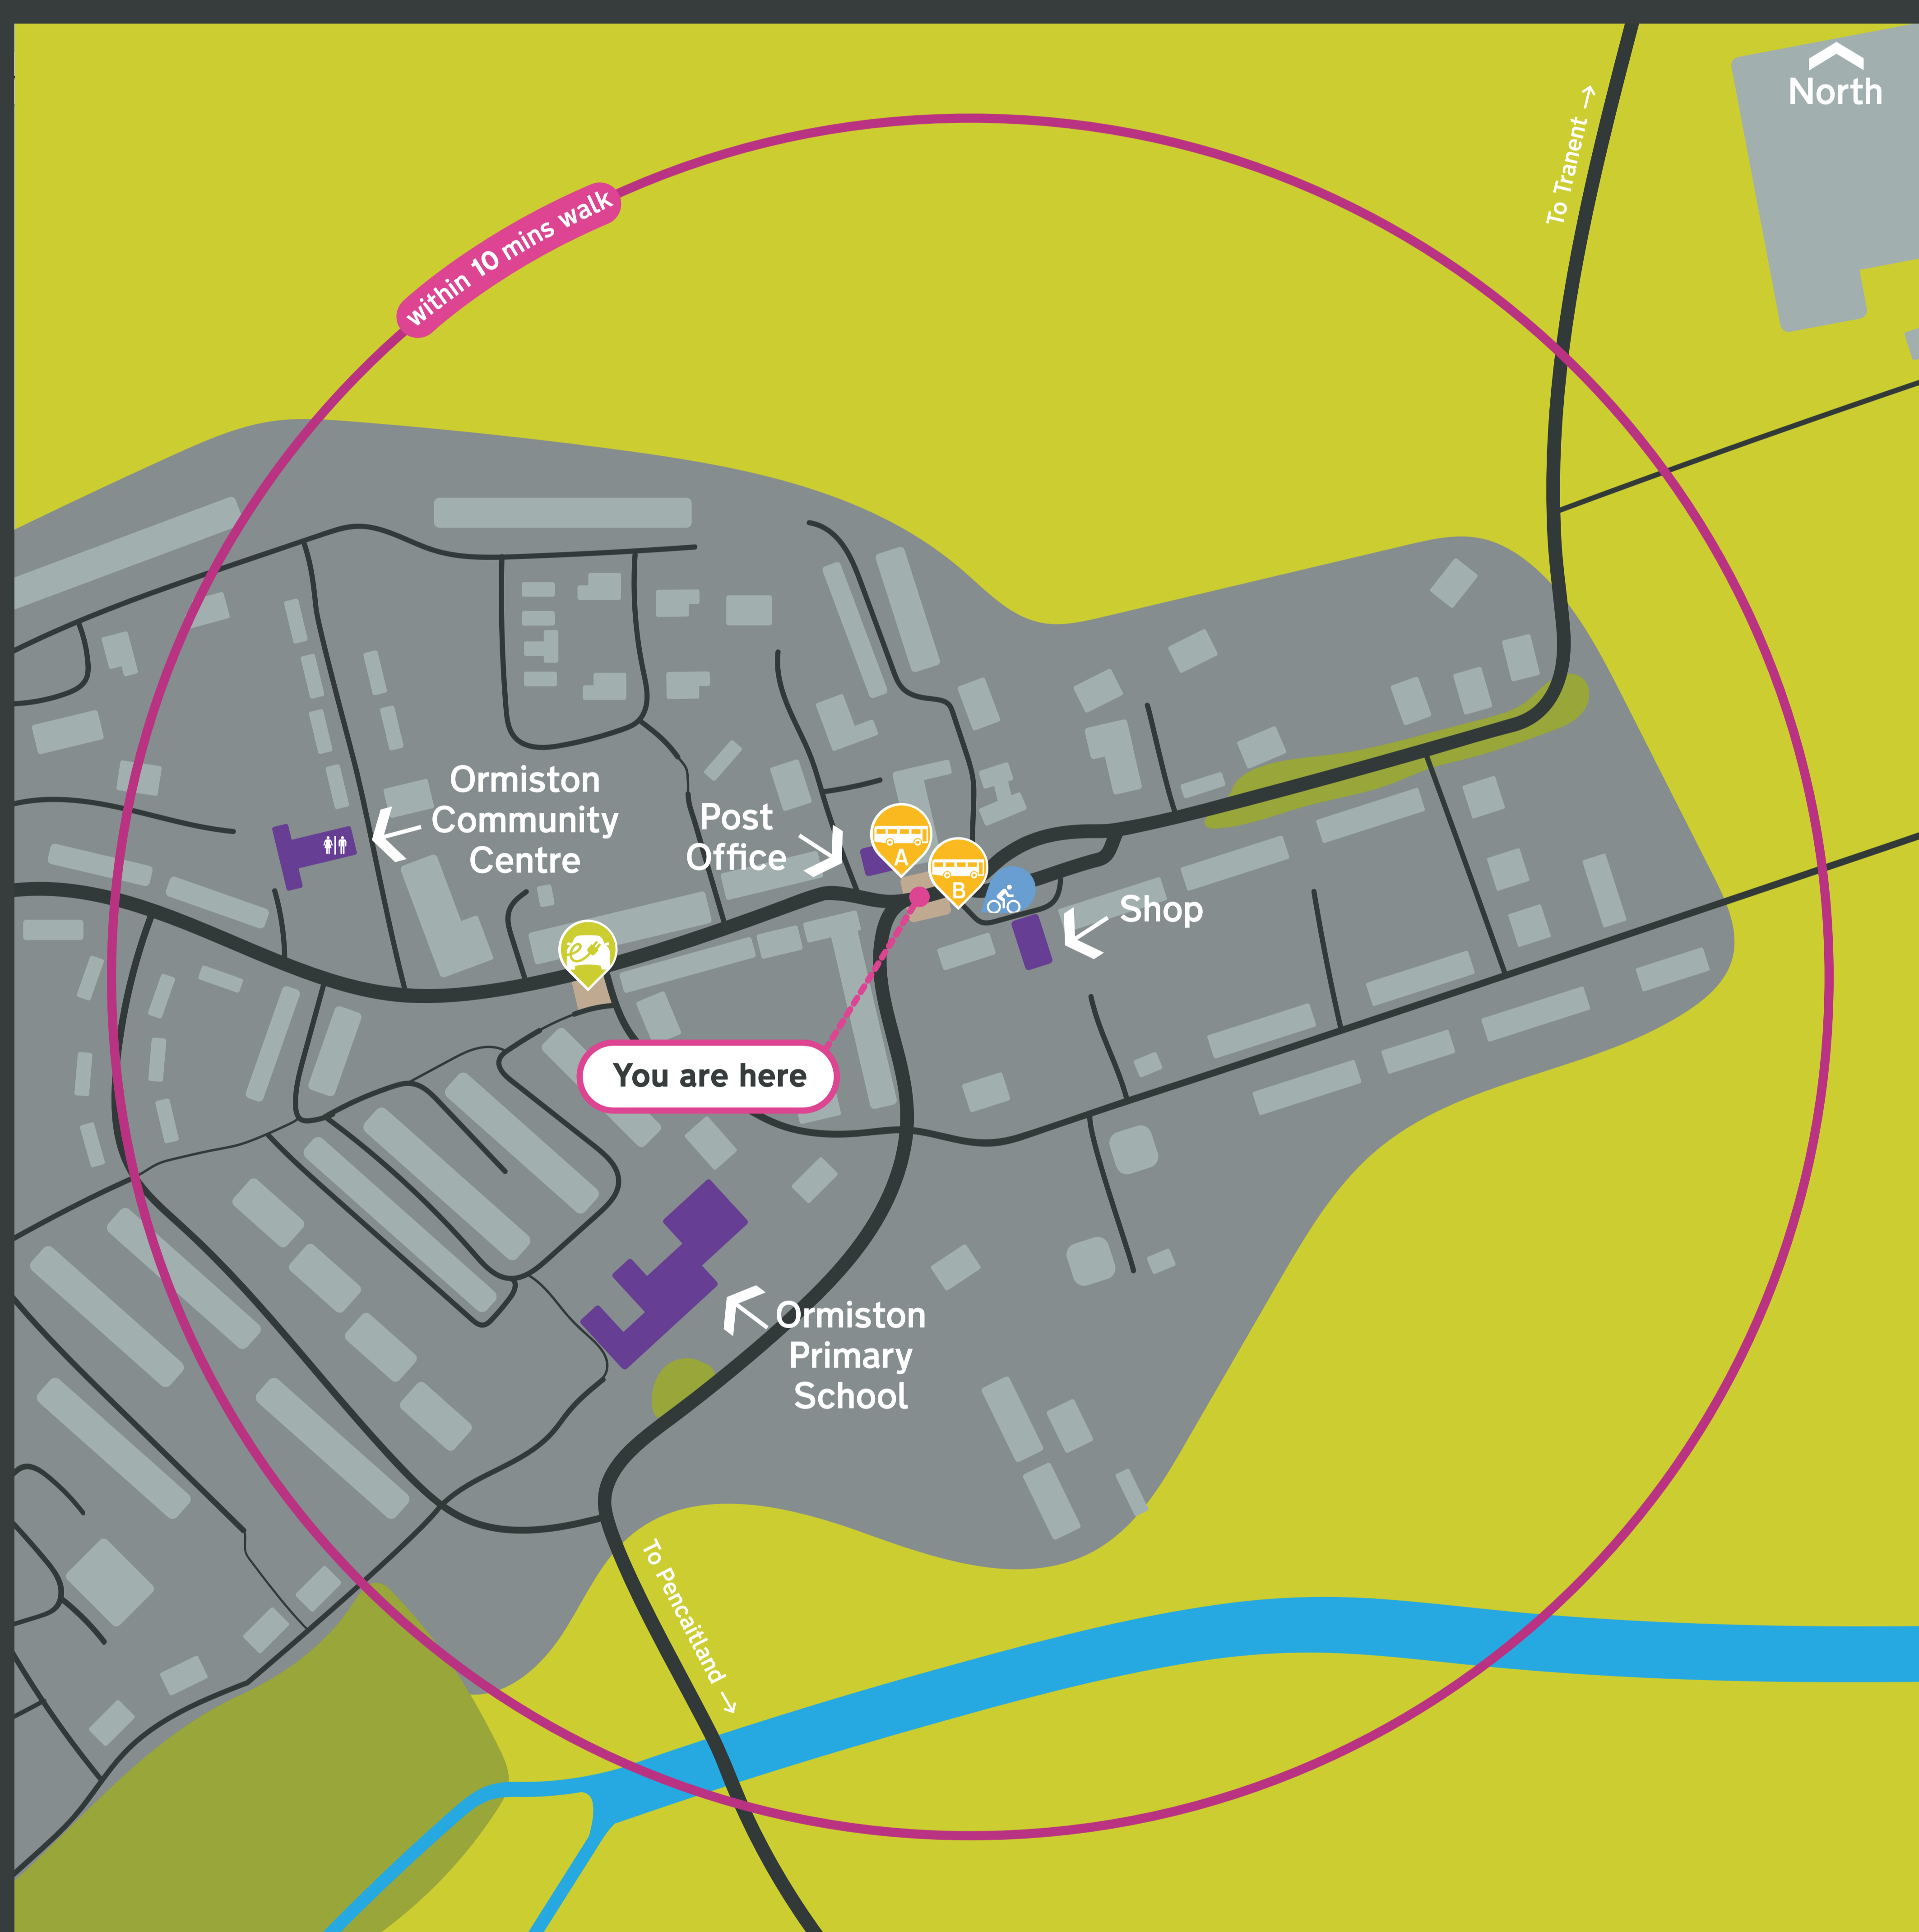 North
To Tranent →
within 10 mins walk
Ormiston
Community
Centre
Post
Office
A
B
Shop
You are here
Ormiston
Primary
School
To Pencaitland →